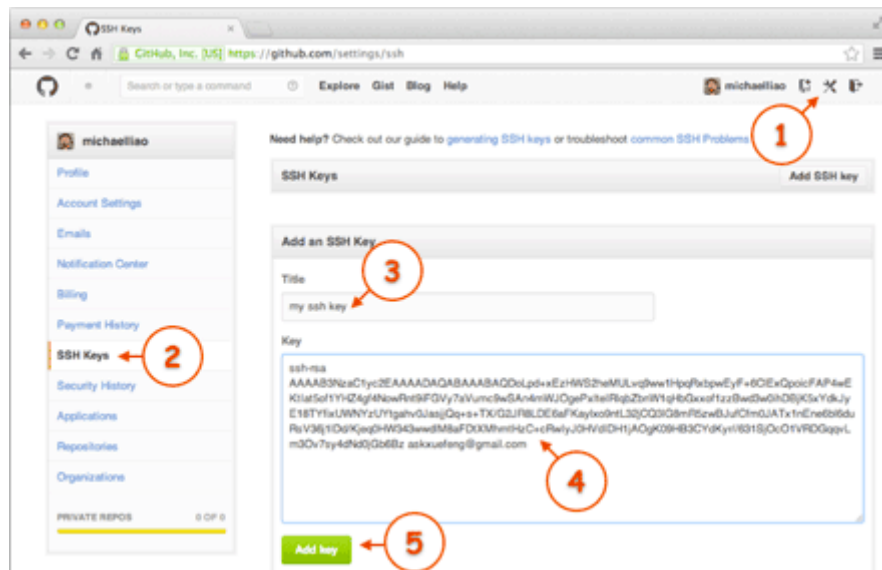 SSH Keys
GitHub, Inc. [US] https://github.com/settings/ssh
Search or type a command
Explore Gist Blog Help
michaelliao
1
michaelliao
Need help? Check out our guide to generating SSH keys or troubleshoot common SSH Problems
Profile
SSH Keys
Add SSH key
Account Settings
Emails
Add an SSH Key
Notification Center
3
Title
Billing
my ssh key
Payment History
Key
SSH Keys
2
ssh-rsa
Security History
Applications
Repositories
askxuefeng@gmail.com
4
Organizations
PRIVATE REPOS 0 OF 0
Add key
5